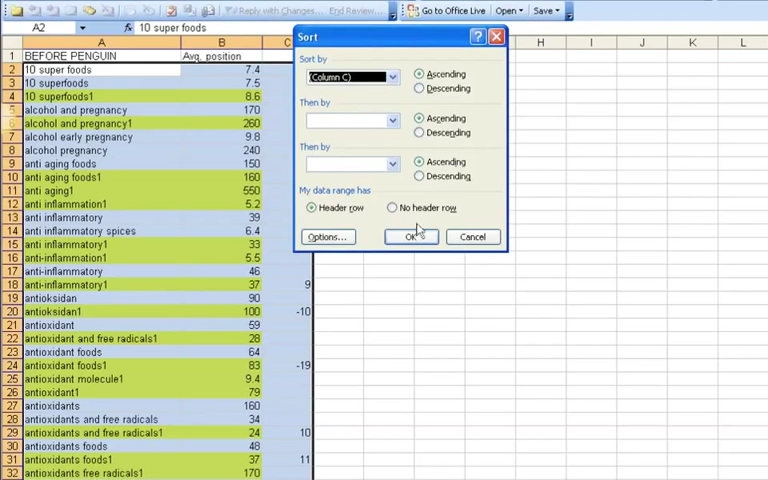 Reply with Changes... End Review... Go to Office Live Open Save
A2 fx 10 super foods
A B C H I J K L
1 BEFORE PENGUIN Avg. position
2 10 super foods 7.4
3 10 superfoods 7.5
4 10 superfoods1 8.6
5 alcohol and pregnancy 170
6 alcohol and pregnancy1 260
7 alcohol early pregnancy 9.8
8 alcohol pregnancy 240
9 anti aging foods 150
10 anti aging foods1 160
11 anti aging1 550
12 anti inflammation1 5.2
13 anti inflammatory 39
14 anti inflammatory spices 6.4
15 anti inflammatory1 33
16 anti-inflammation1 5.5
17 anti-inflammatory 46
18 anti-inflammatory1 37 9
19 antioksidan 90
20 antioksidan1 100 -10
21 antioxidant 59
22 antioxidant and free radicals1 28
23 antioxidant foods 64
24 antioxidant foods1 83 -19
25 antioxidant molecule1 9.4
26 antioxidant1 79
27 antioxidants 160
28 antioxidants and free radicals 34
29 antioxidants and free radicals1 24 10
30 antioxidants foods 48
31 antioxidants foods1 37 11
32 antioxidants free radicals1 170
Sort
Sort by
(Column C) Ascending
Descending
Then by
Ascending
Descending
Then by
Ascending
Descending
My data range has
Header row No header row
Options... OK Cancel